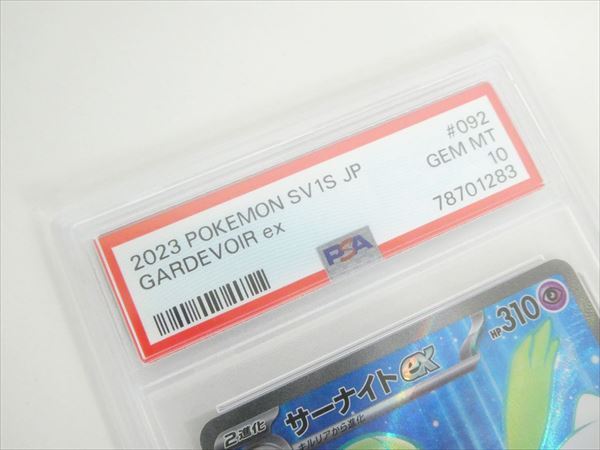 2023 POKEMON SV1S JP
GARDEVOIR ex
#092
GEM MT
10
78701283
PSA
2進化
サーナイトex
HP310
キルリアから進化